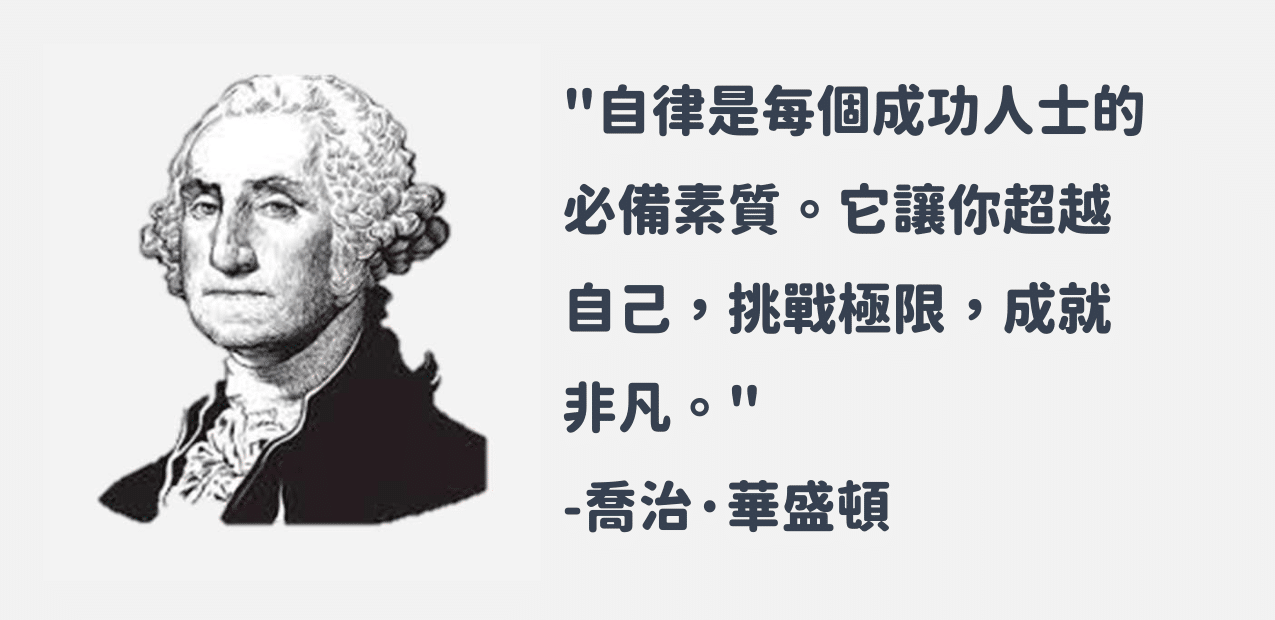 "自律是每個成功人士的
必備素質。它讓你超越
自己，挑戰極限，成就
非凡。"
-喬治·華盛頓